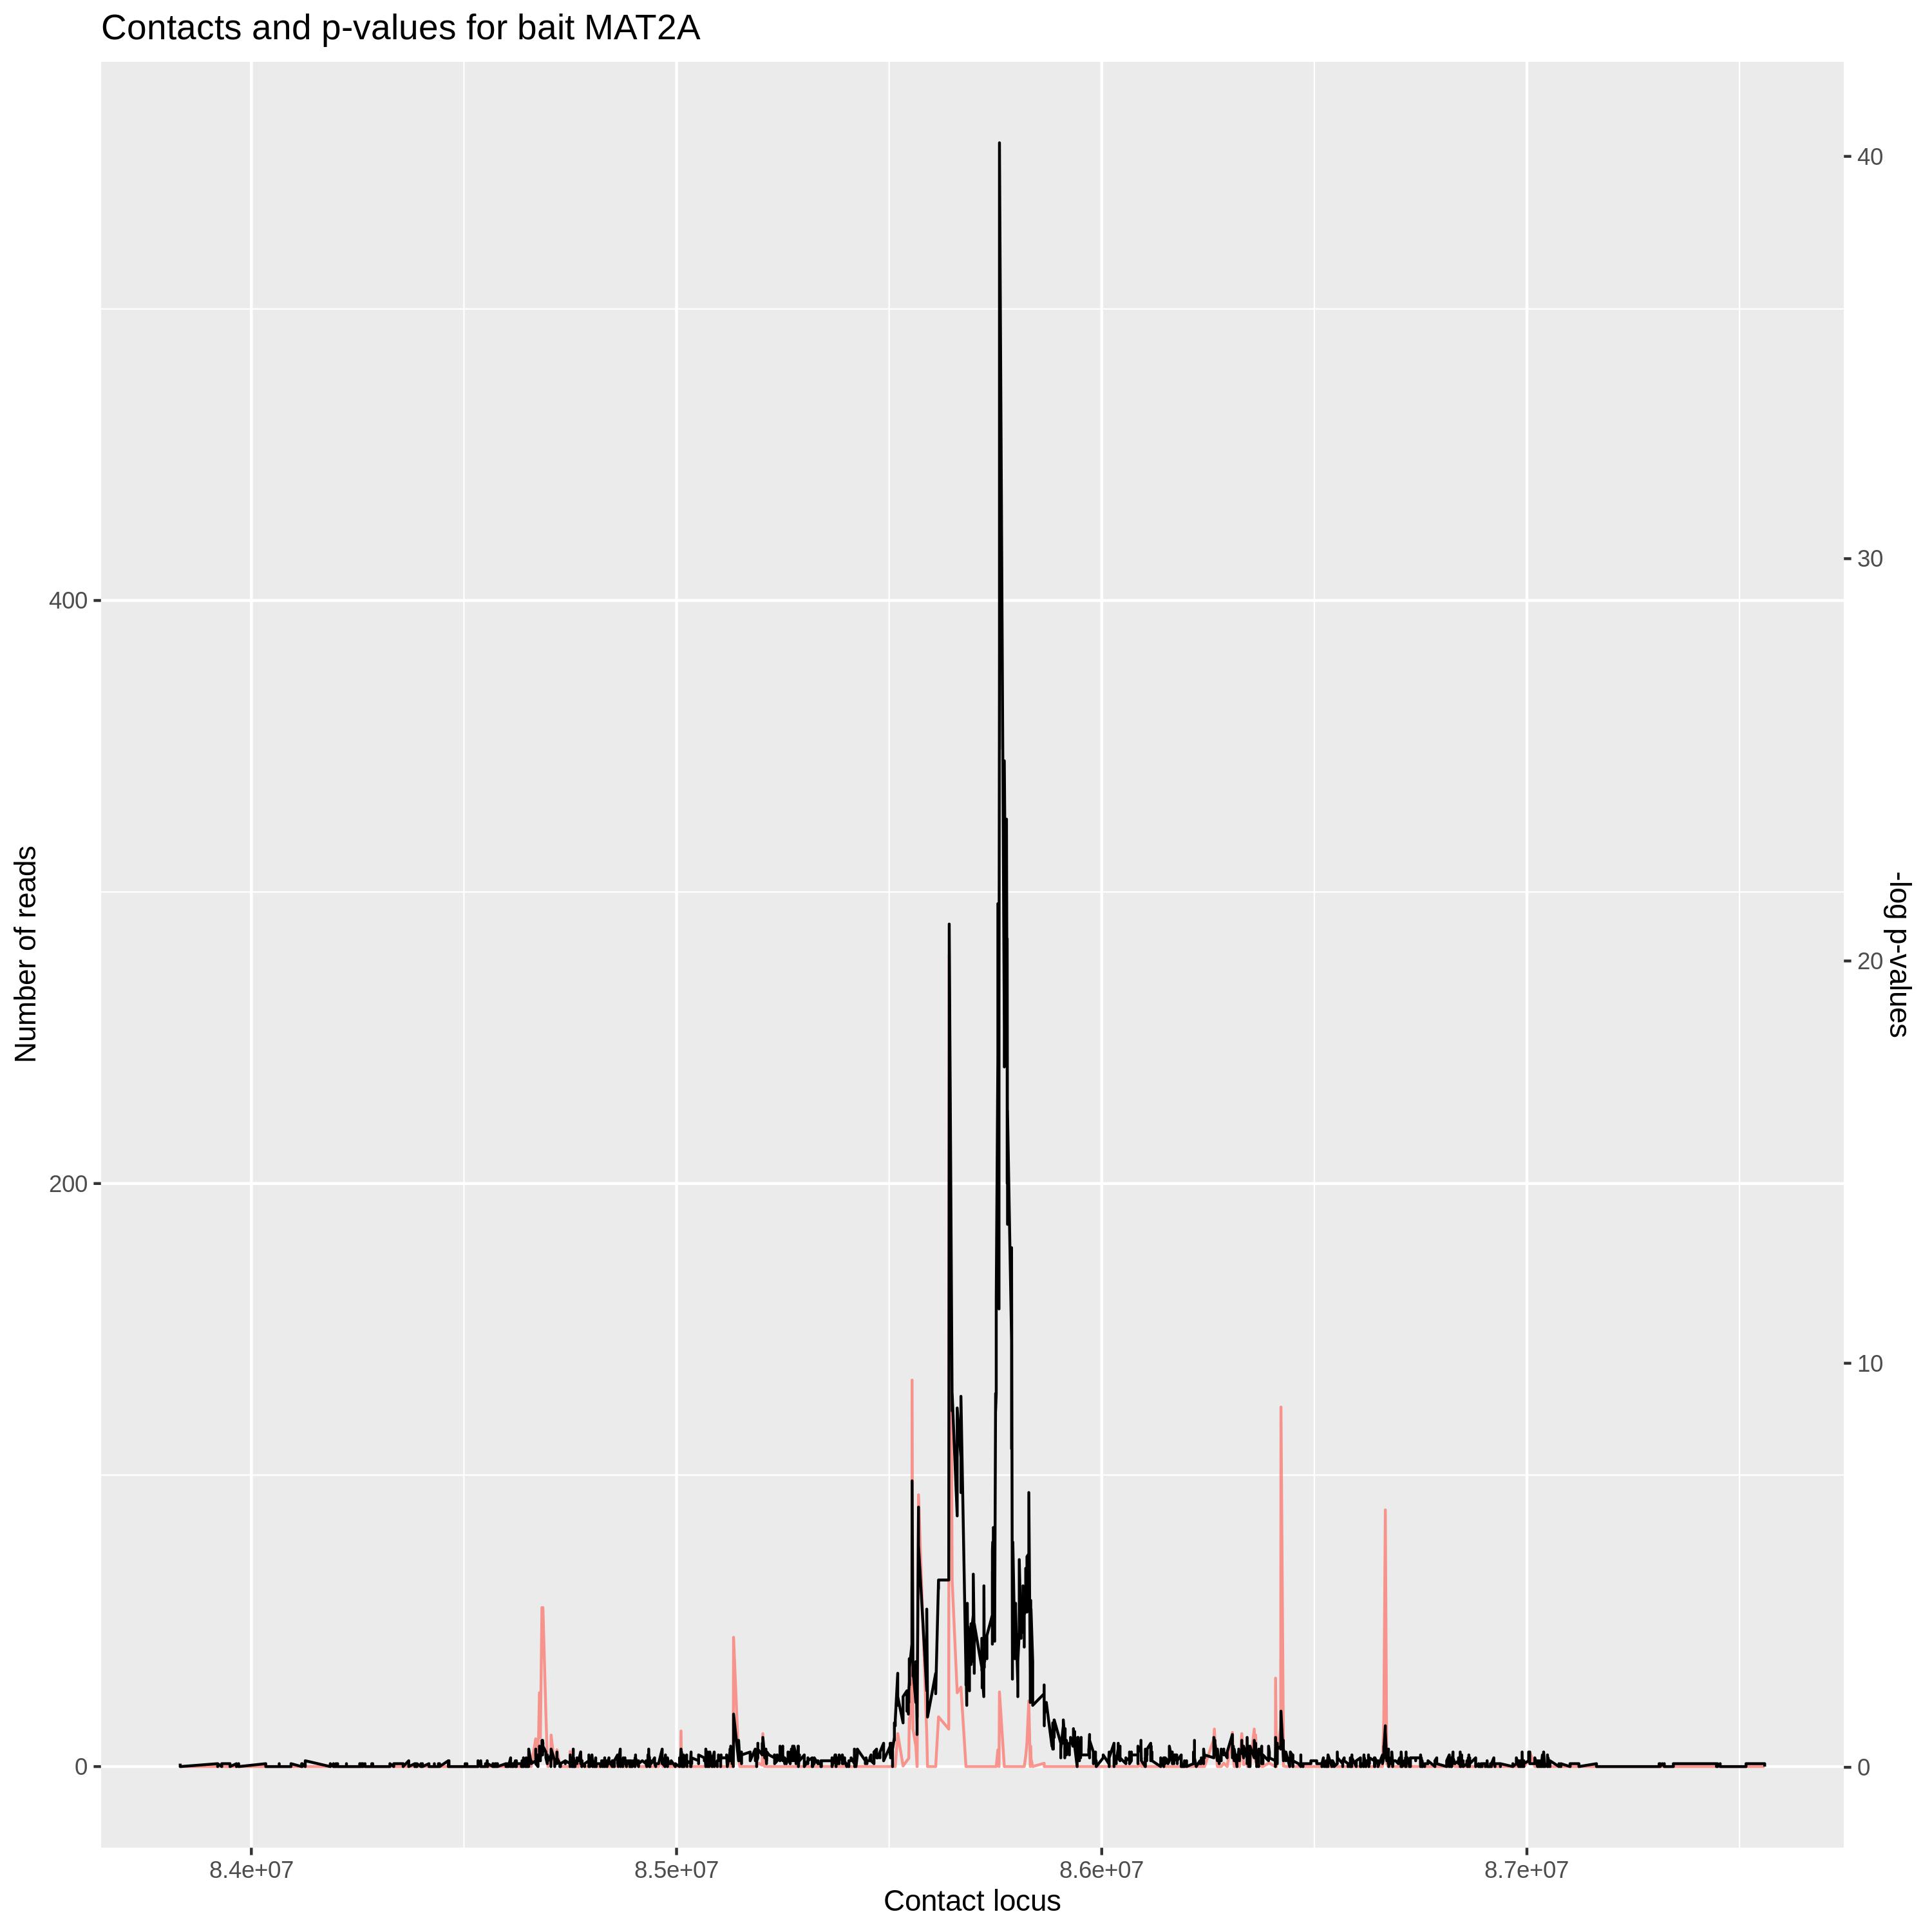 Contacts and p-values for bait MAT2A
40
30
400
20
200
10
0
0
Number of reads
-log p-values
8.4e+07
8.5e+07
8.6e+07
8.7e+07
Contact locus